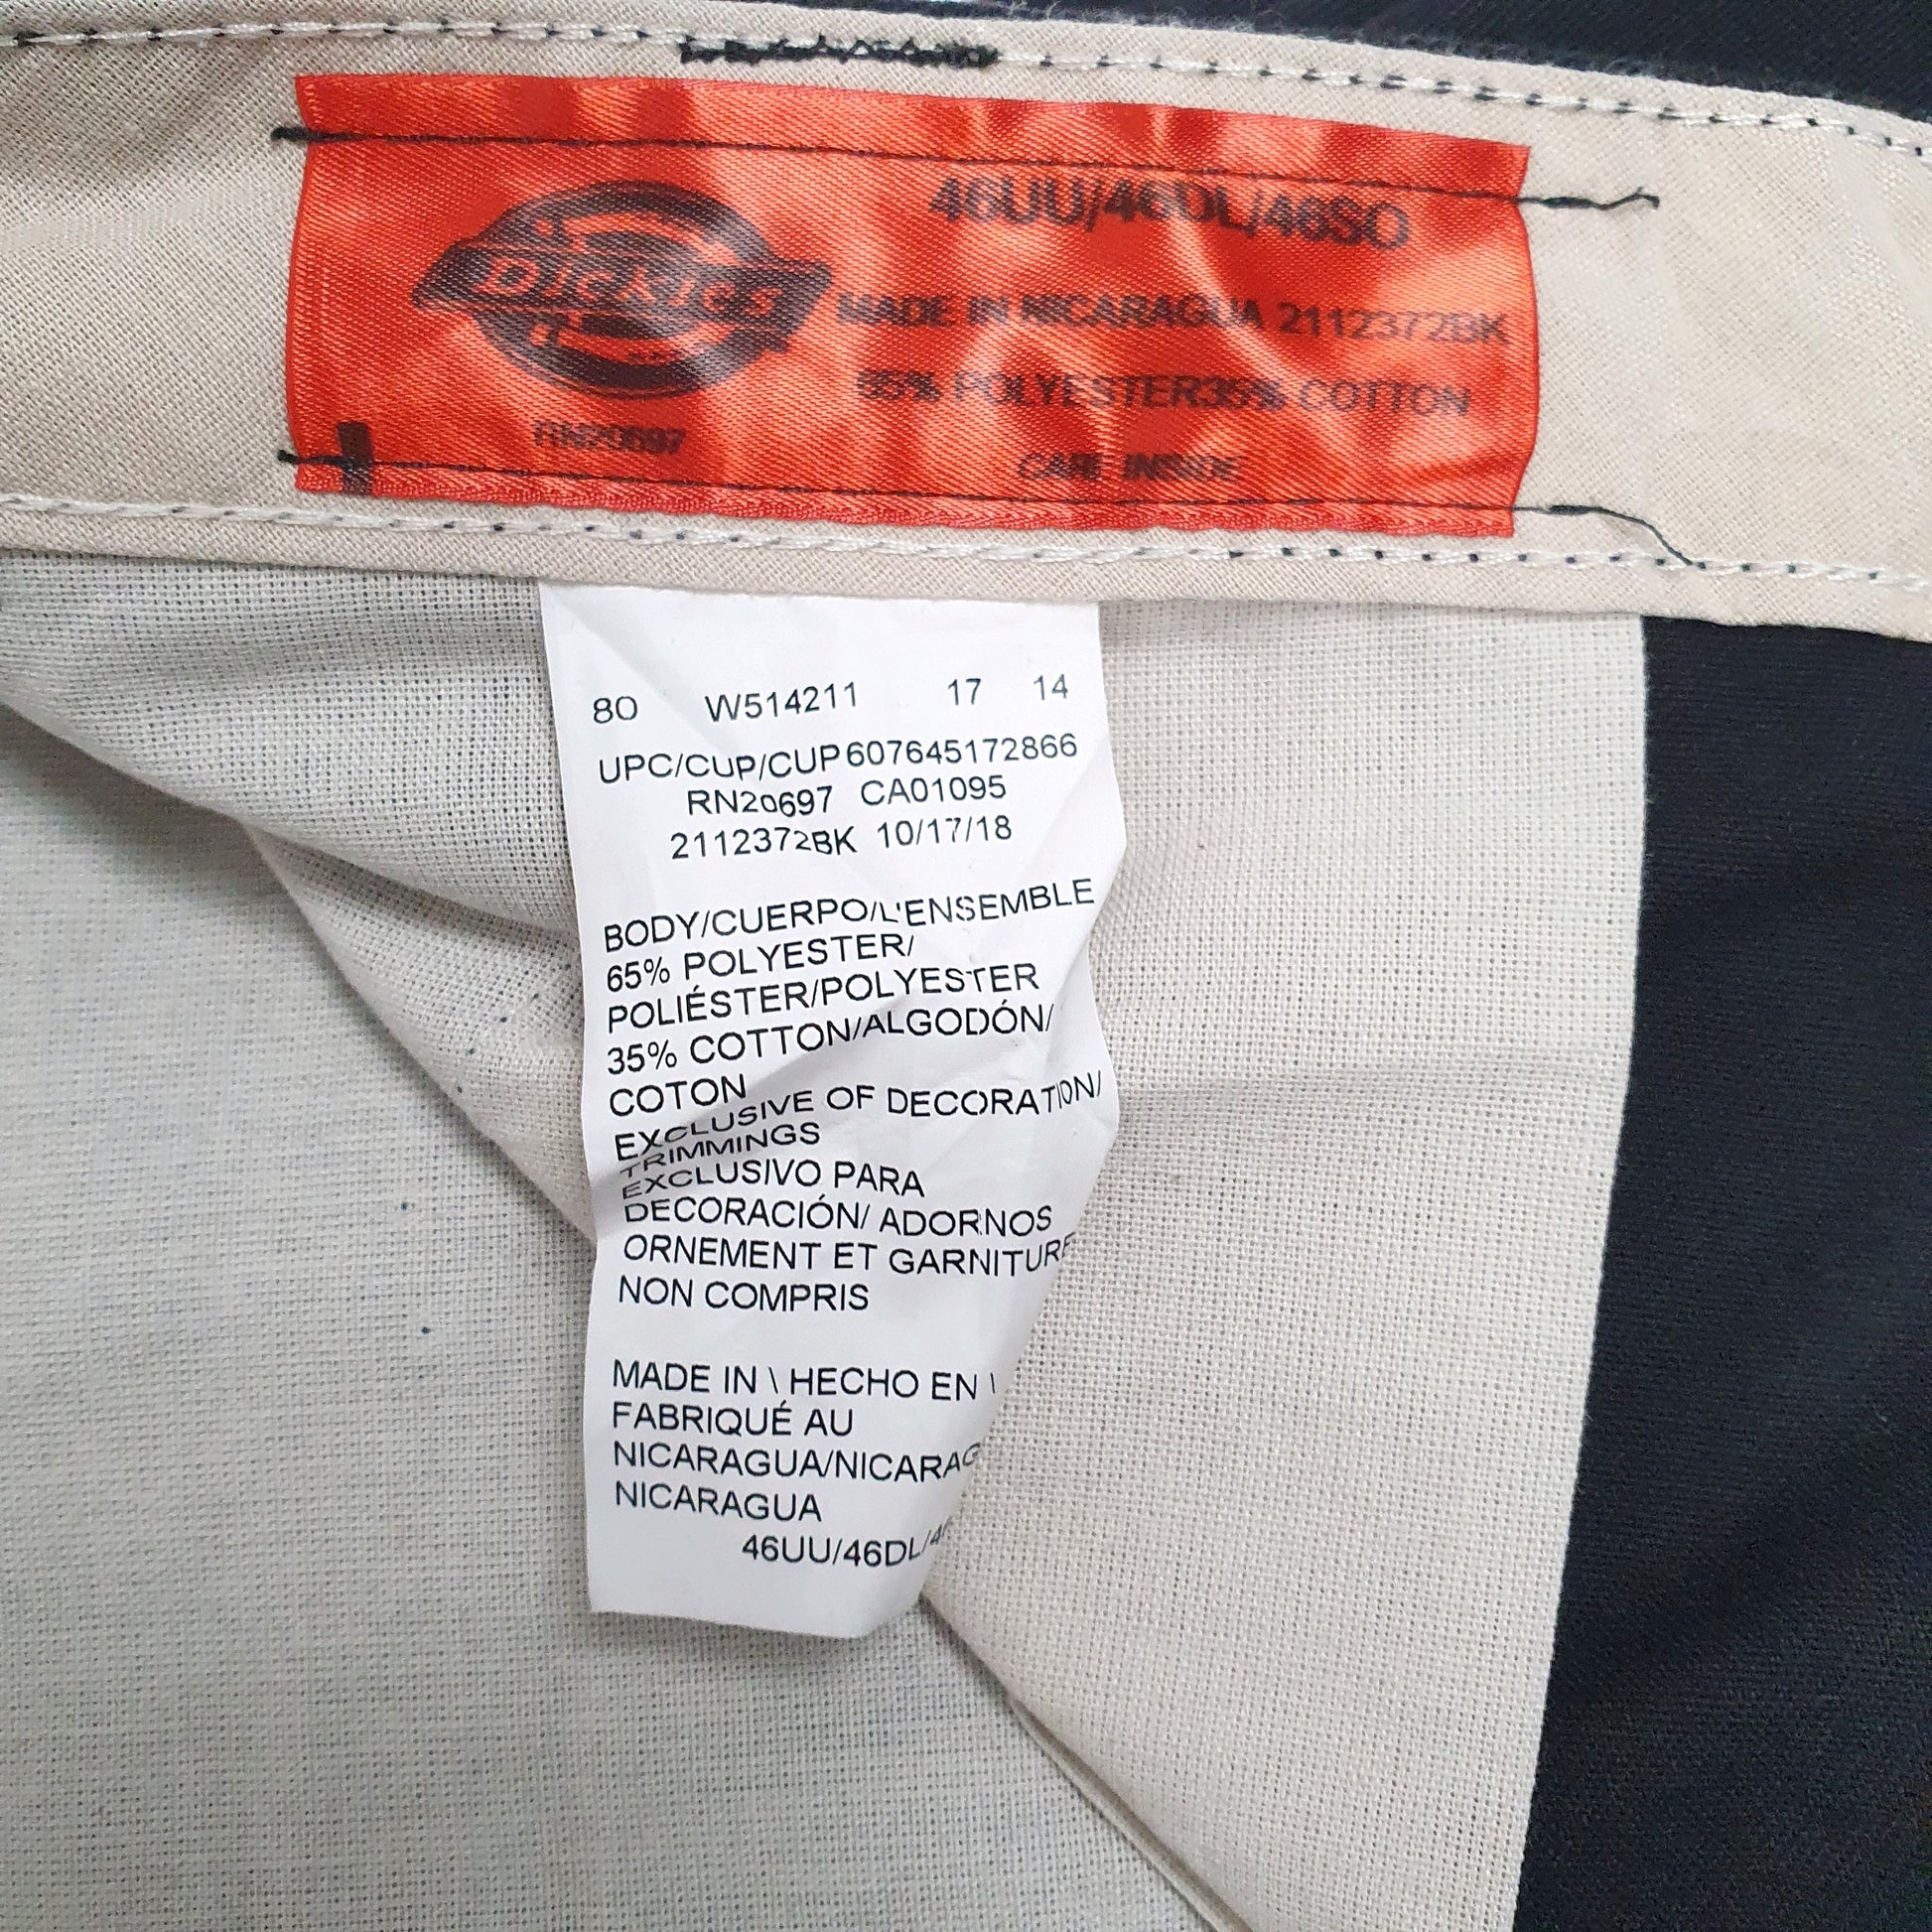 46UU/46DL/46SO
Dickies
MADE IN NICARAGUA 2112372BK
65% POLYESTER35% COTTON
RN20697
CARE INSIDE
80 W514211 17 14
UPC/CUP/CUP607645172866
RN20697 CA01095
2112372BK 10/17/18
BODY/CUERPO/L'ENSEMBLE
65% POLYESTER/
POLIÉSTER/POLYESTER
35% COTTON/ALGODÓN/
COTON
EXCLUSIVE OF DECORATION/
TRIMMINGS
EXCLUSIVO PARA
DECORACIÓN/ ADORNOS
ORNEMENT ET GARNITURE
NON COMPRIS
MADE IN \ HECHO EN \
FABRIQUÉ AU
NICARAGUA/NICARAG
NICARAGUA
46UU/46DL/4